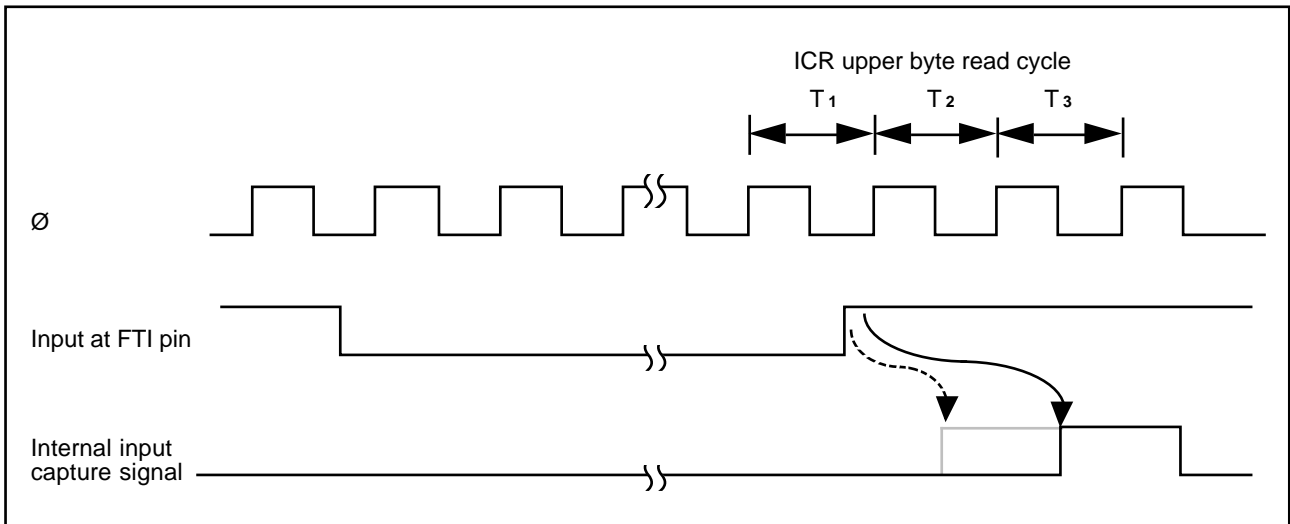 ICR upper byte read cycle
T1 T2 T3
Ø
Input at FTI pin
Internal input
capture signal